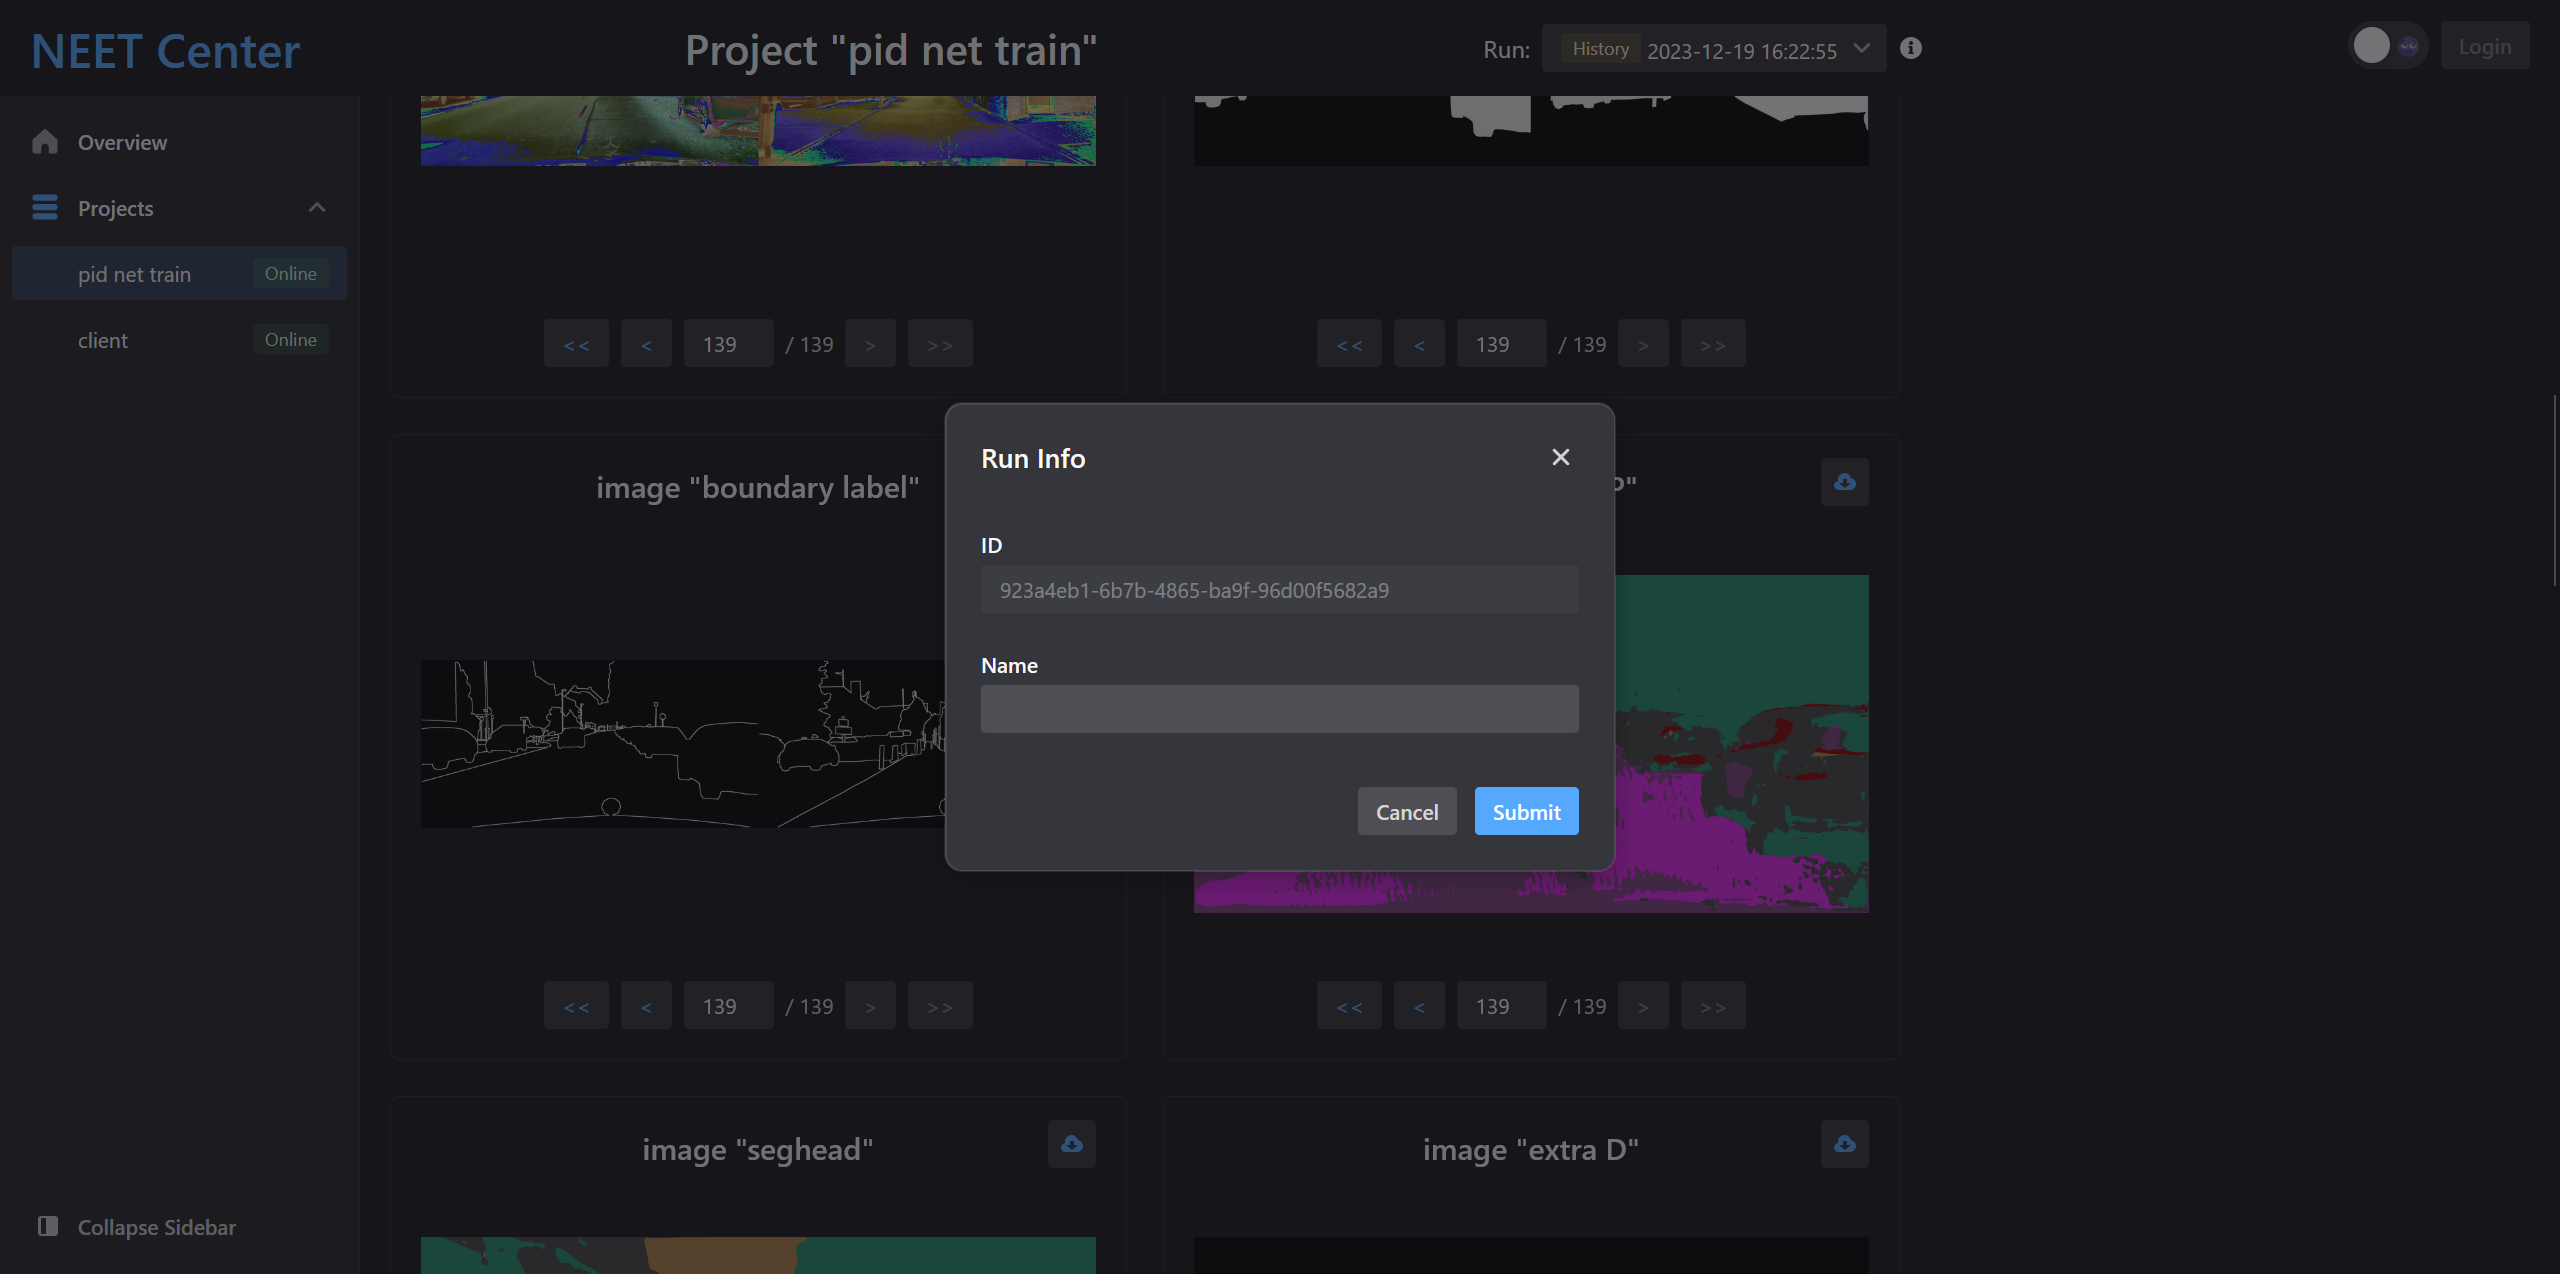 NEET Center
Project "pid net train"
Run:
History 2023-12-19 16:22:55
Login
Overview
Projects
pid net train Online
client Online
Collapse Sidebar
<< < 139 / 139 > >>
<< < 139 / 139 > >>
image "boundary label"
P"
Run Info
ID
923a4eb1-6b7b-4865-ba9f-96d00f5682a9
Name
Cancel Submit
<< < 139 / 139 > >>
<< < 139 / 139 > >>
image "seghead"
image "extra D"